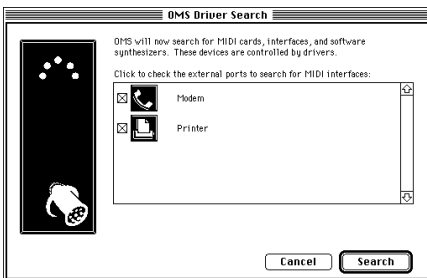 OMS Driver Search
OMS will now search for MIDI cards, interfaces, and software
synthesizers. These devices are controlled by drivers.
Click to check the external ports to search for MIDI interfaces:
Modem
Printer
Cancel Search